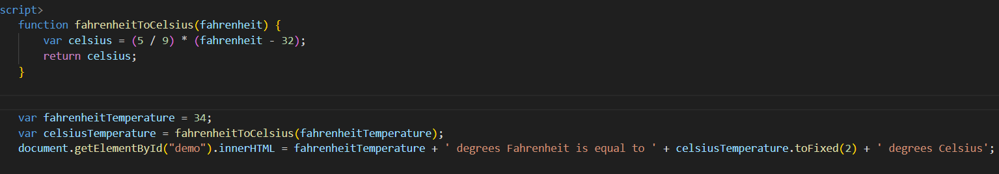 script>
function fahrenheitToCelsius(fahrenheit) {
var celsius = (5 / 9) * (fahrenheit - 32);
return celsius;
}
var fahrenheitTemperature = 34;
var celsiusTemperature = fahrenheitToCelsius(fahrenheitTemperature);
document.getElementById("demo").innerHTML = fahrenheitTemperature + ' degrees Fahrenheit is equal to ' + celsiusTemperature.toFixed(2) + ' degrees Celsius';